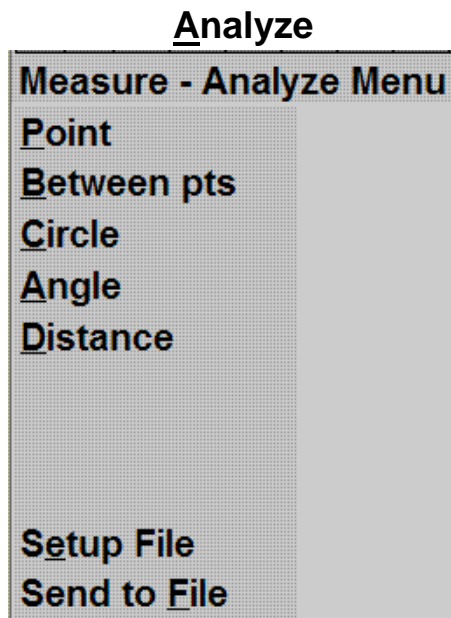 Analyze
Measure - Analyze Menu
Point
Between pts
Circle
Angle
Distance
Setup File
Send to File